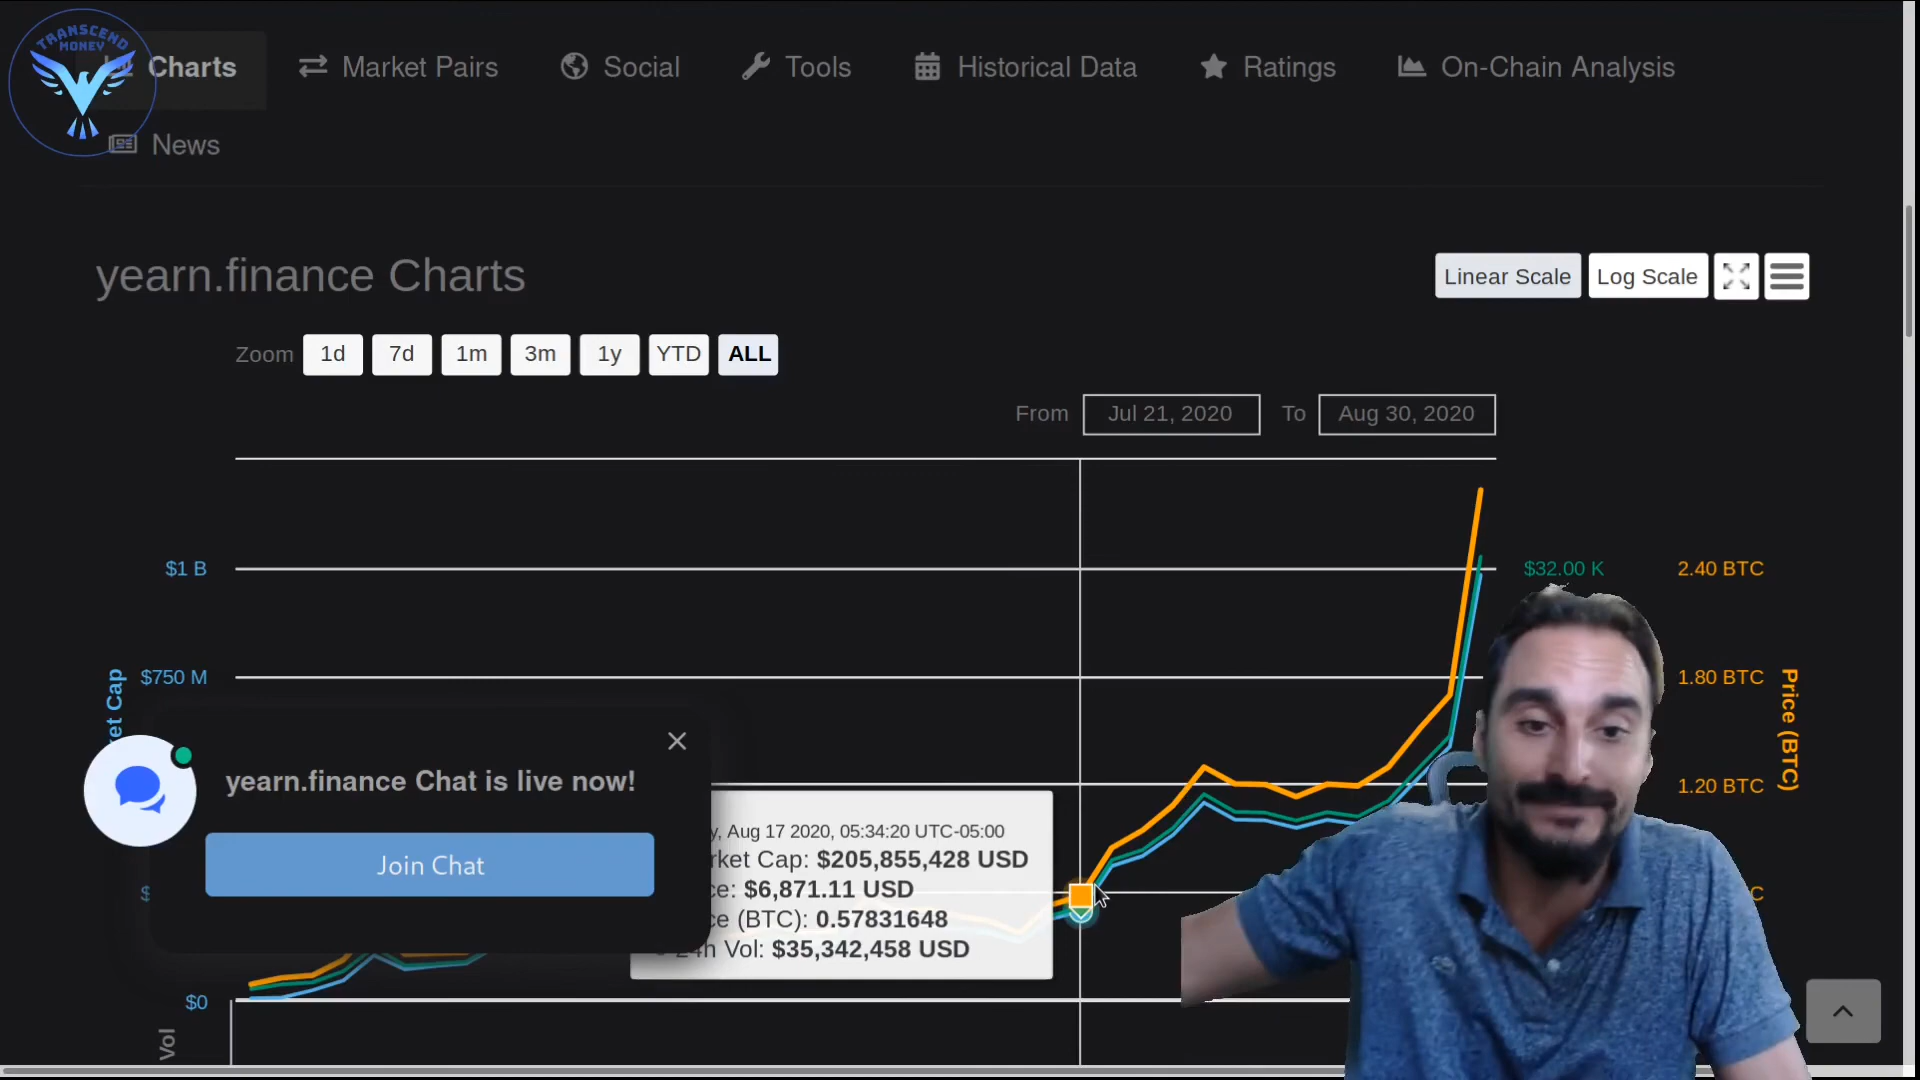 TRANSCEND
MONEY
Charts
Market Pairs
Social
Tools
Historical Data
Ratings
On-Chain Analysis
News
yearn.finance Charts
Linear Scale
Log Scale
Zoom
1d
7d
1m
3m
1y
YTD
ALL
From
Jul 21, 2020
To
Aug 30, 2020
$1 B
$32.00 K
2.40 BTC
$750 M
1.80 BTC
ket Cap
Price (BTC)
1.20 BTC
yearn.finance Chat is live now!
Join Chat
y, Aug 17 2020, 05:34:20 UTC-05:00
rket Cap: $205,855,428 USD
ce: $6,871.11 USD
ce (BTC): 0.57831648
24h Vol: $35,342,458 USD
$
C
$0
Vol